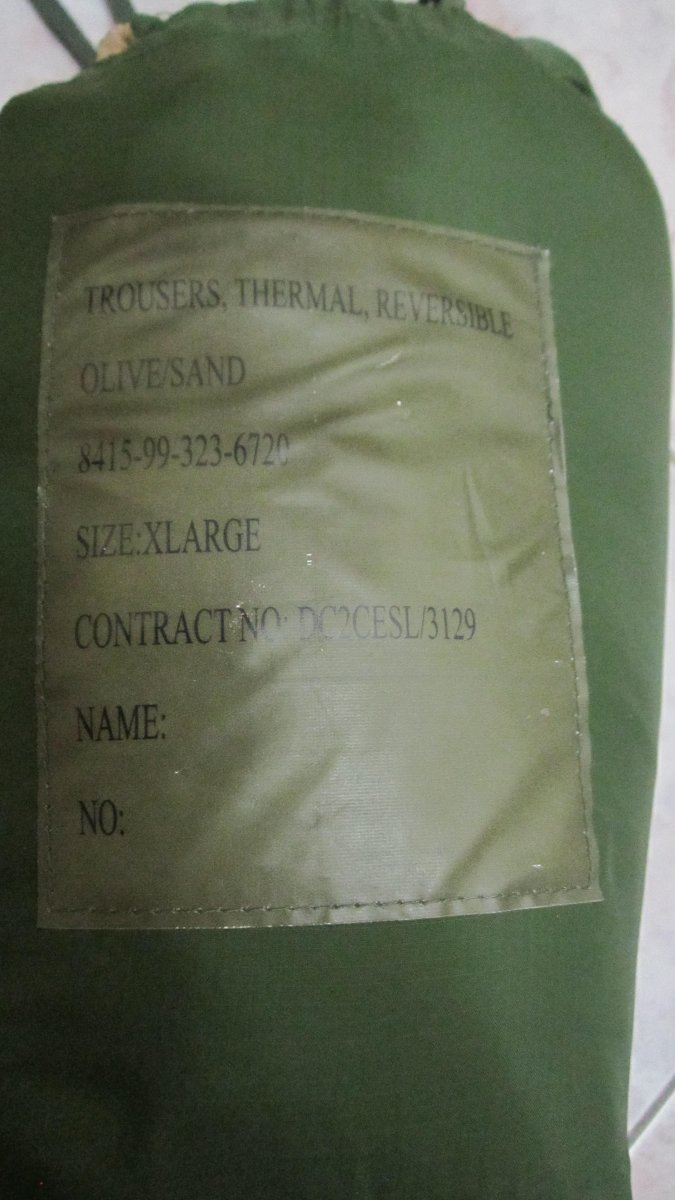 TROUSERS, THERMAL, REVERSIBLE
OLIVE/SAND
8415-99-323-6720
SIZE:XLARGE
CONTRACT NO: DC2CESL/3129
NAME:
NO: